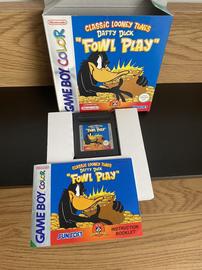 GAME BOY COLOR
CLASSIC LOONEY TUNES
DAFFY DUCK
"FOWL PLAY"
"FOWL PLAY"
GAME BOY COLOR
CLASSIC LOONEY TUNES
DAFFY DUCK
"FOWL PLAY"
SUNSOFT
INSTRUCTION
BOOKLET